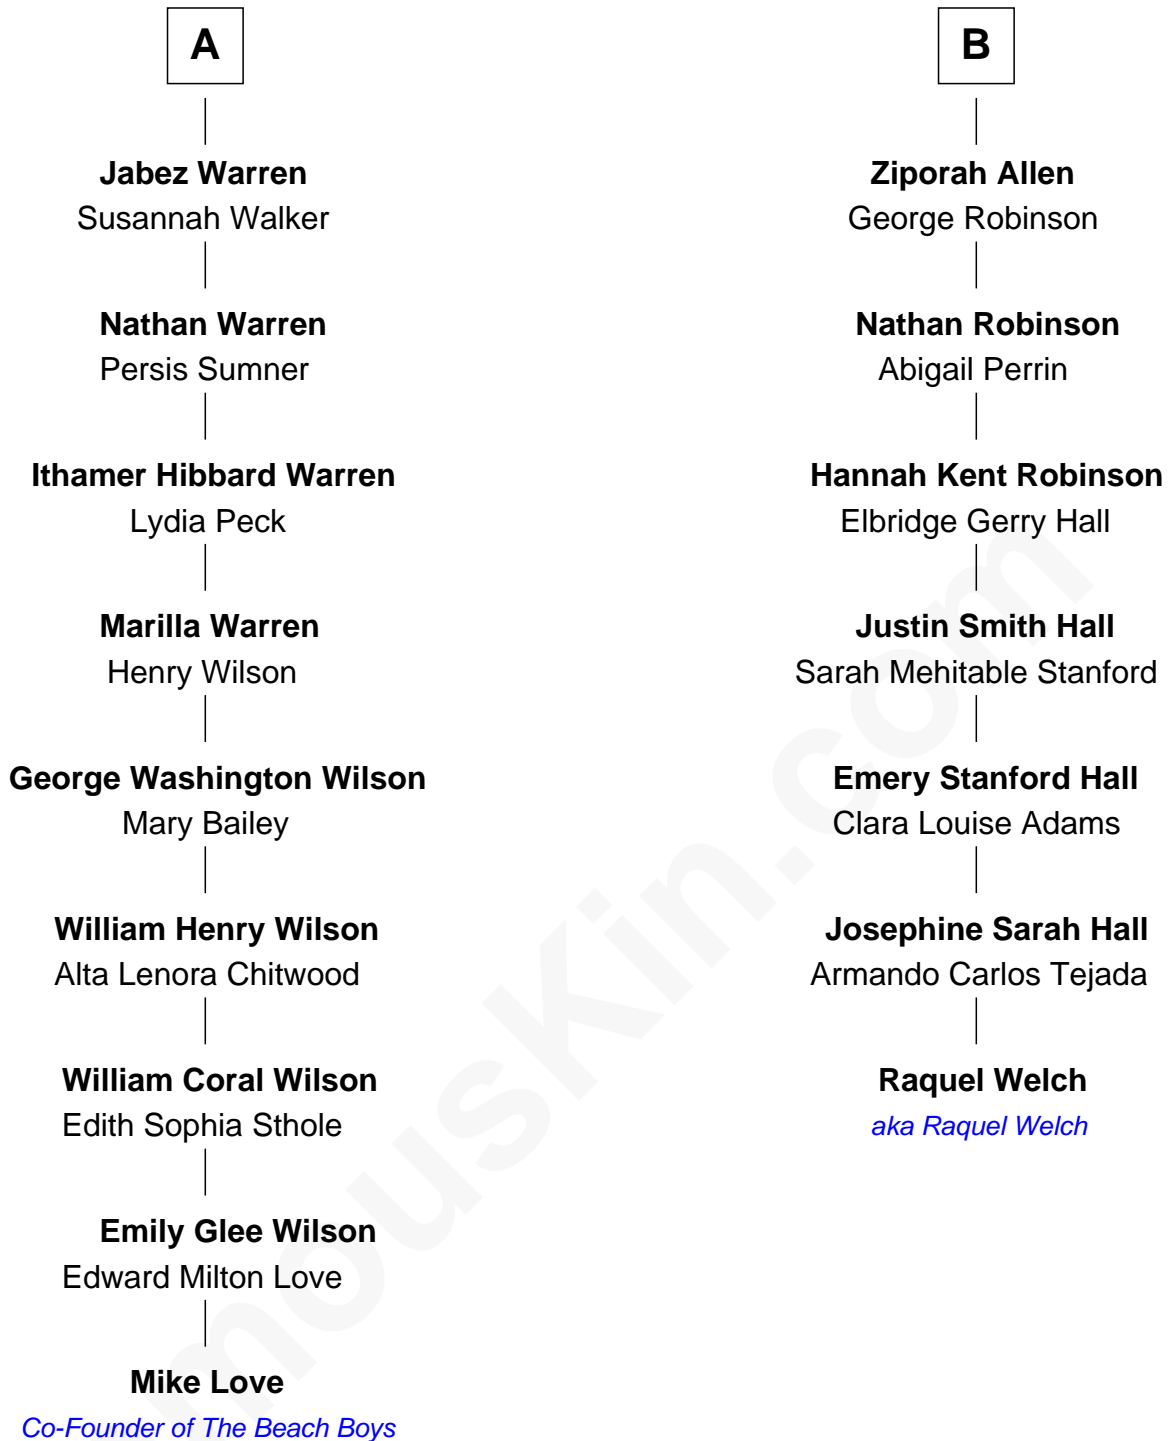 A
Jabez Warren
Susannah Walker
Nathan Warren
Persis Sumner
Ithamer Hibbard Warren
Lydia Peck
Marilla Warren
Henry Wilson
George Washington Wilson
Mary Bailey
William Henry Wilson
Alta Lenora Chitwood
William Coral Wilson
Edith Sophia Sthole
Emily Glee Wilson
Edward Milton Love
Mike Love
Co-Founder of The Beach Boys
B
Ziporah Allen
George Robinson
Nathan Robinson
Abigail Perrin
Hannah Kent Robinson
Elbridge Gerry Hall
Justin Smith Hall
Sarah Mehitable Stanford
Emery Stanford Hall
Clara Louise Adams
Josephine Sarah Hall
Armando Carlos Tejada
Raquel Welch
aka Raquel Welch
mousKin.com